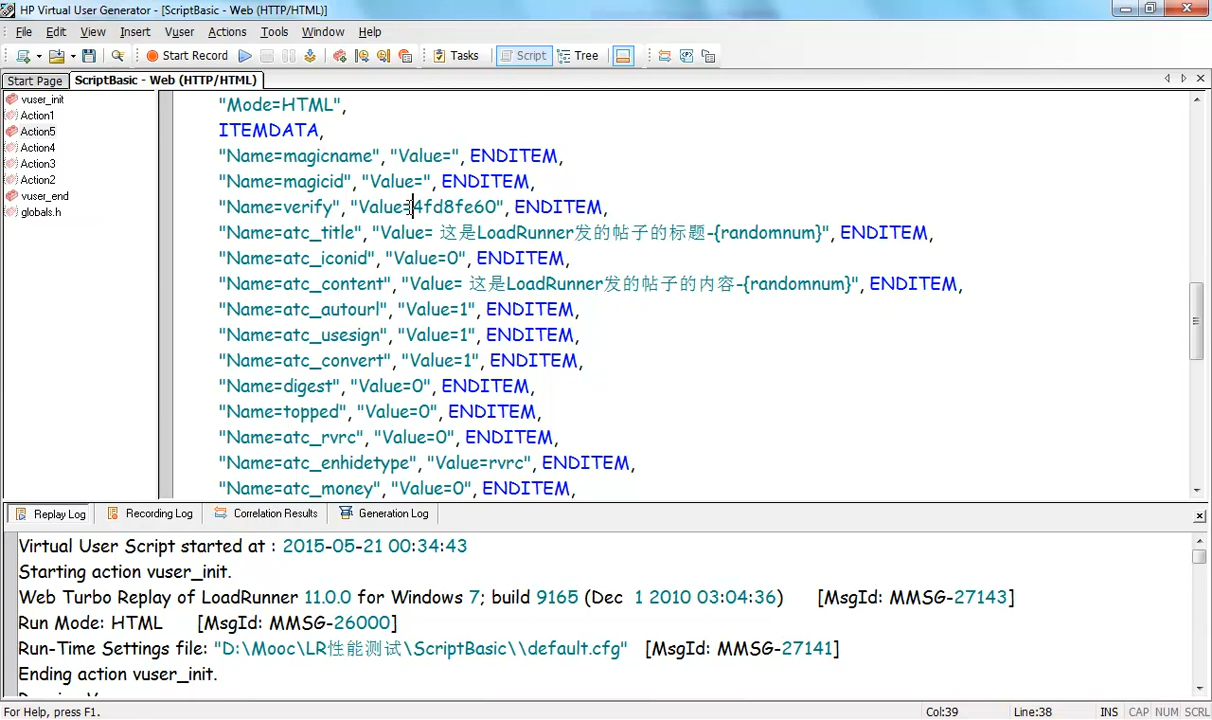 HP Virtual User Generator - [ScriptBasic - Web (HTTP/HTML)]
File Edit View Insert Vuser Actions Tools Window Help
Start Record Tasks Script Tree
Start Page ScriptBasic - Web (HTTP/HTML)
vuser_init
Action1
Action5
Action4
Action3
Action2
vuser_end
globals.h
"Mode=HTML",
ITEMDATA,
"Name=magicname", "Value=", ENDITEM,
"Name=magicid", "Value=", ENDITEM,
"Name=verify", "Value=4fd8fe60", ENDITEM,
"Name=atc_title", "Value= 这是LoadRunner发的帖子的标题-{randomnum}", ENDITEM,
"Name=atc_iconid", "Value=0", ENDITEM,
"Name=atc_content", "Value= 这是LoadRunner发的帖子的内容-{randomnum}", ENDITEM,
"Name=atc_autourl", "Value=1", ENDITEM,
"Name=atc_usesign", "Value=1", ENDITEM,
"Name=atc_convert", "Value=1", ENDITEM,
"Name=digest", "Value=0", ENDITEM,
"Name=topped", "Value=0", ENDITEM,
"Name=atc_rvrc", "Value=0", ENDITEM,
"Name=atc_enhidetype", "Value=rvrc", ENDITEM,
"Name=atc_money", "Value=0", ENDITEM,
Replay Log Recording Log Correlation Results Generation Log
Virtual User Script started at : 2015-05-21 00:34:43
Starting action vuser_init.
Web Turbo Replay of LoadRunner 11.0.0 for Windows 7; build 9165 (Dec 1 2010 03:04:36) [MsgId: MMSG-27143]
Run Mode: HTML [MsgId: MMSG-26000]
Run-Time Settings file: "D:\Mooc\LR性能测试\ScriptBasic\\default.cfg" [MsgId: MMSG-27141]
Ending action vuser_init.
For Help, press F1. Col:39 Line:38 INS CAP NUM SCRL